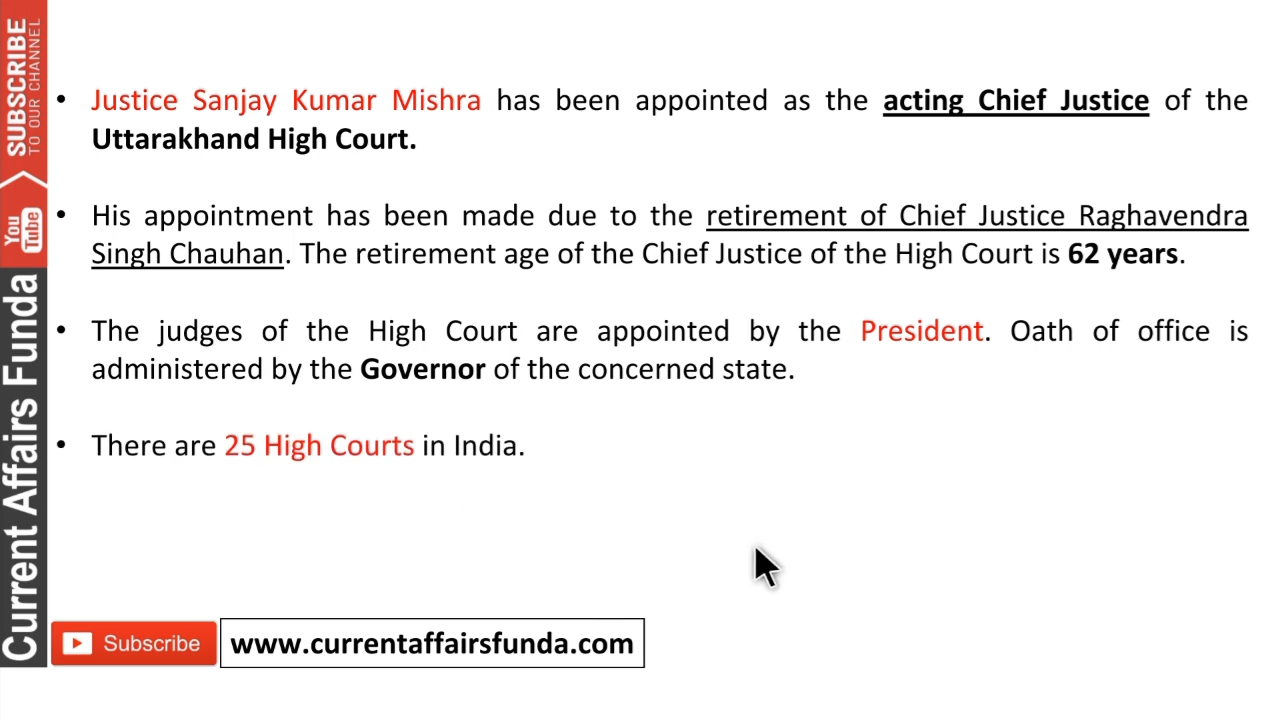 SUBSCRIBE
TO OUR CHANNEL
You
Tube
Current Affairs Funda
• Justice Sanjay Kumar Mishra has been appointed as the acting Chief Justice of the
Uttarakhand High Court.
• His appointment has been made due to the retirement of Chief Justice Raghavendra
Singh Chauhan. The retirement age of the Chief Justice of the High Court is 62 years.
• The judges of the High Court are appointed by the President. Oath of office is
administered by the Governor of the concerned state.
• There are 25 High Courts in India.
Subscribe
www.currentaffairsfunda.com